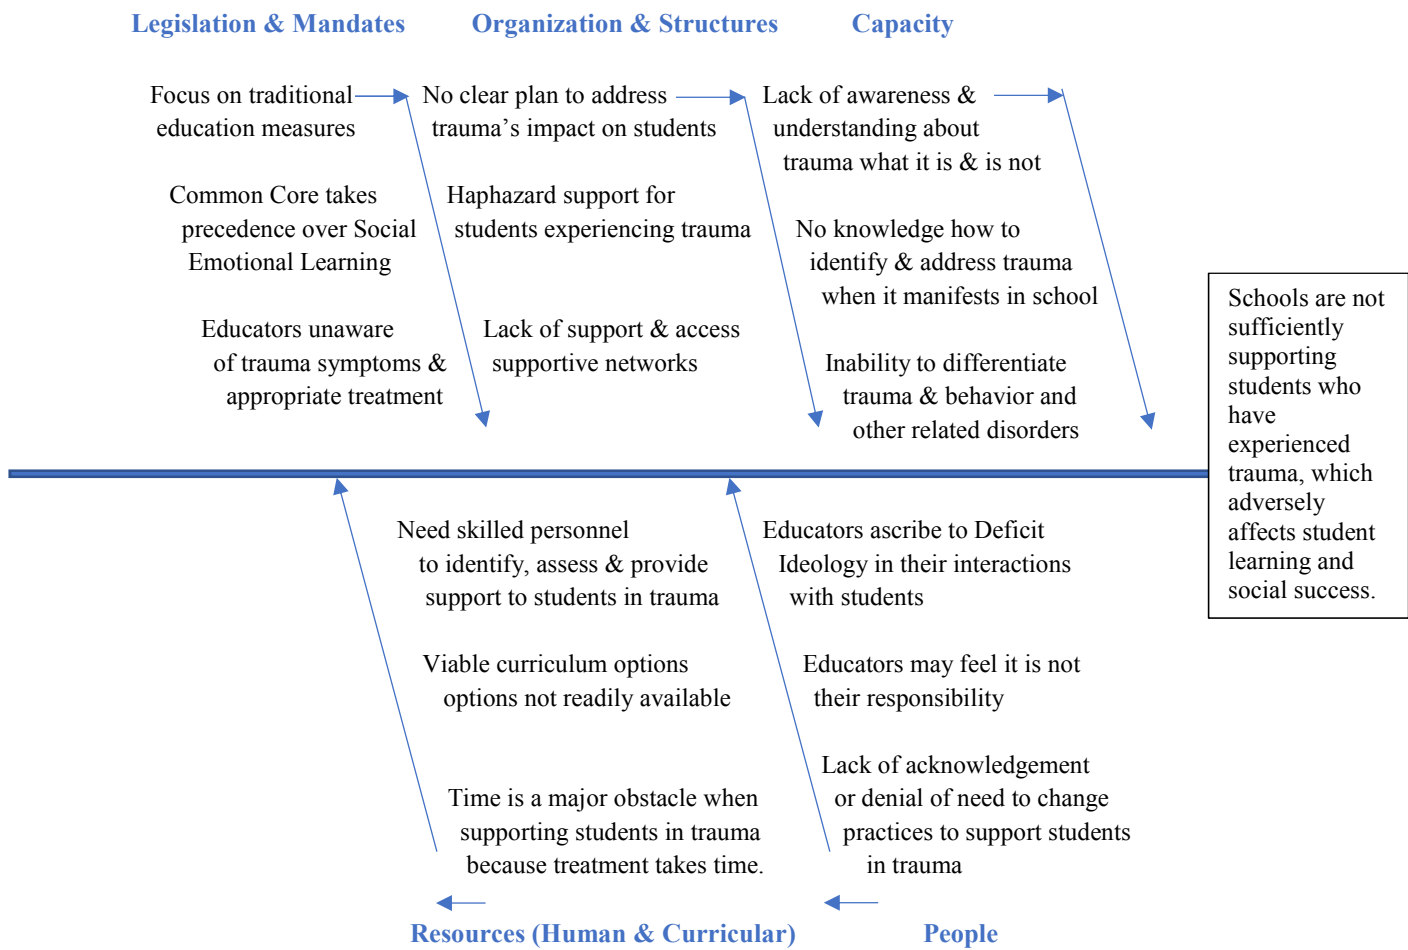 Legislation & Mandates
Organization & Structures
Capacity
Focus on traditional
education measures
Common Core takes
precedence over Social
Emotional Learning
Educators unaware
of trauma symptoms &
appropriate treatment
No clear plan to address
trauma’s impact on students
Haphazard support for
students experiencing trauma
Lack of support & access
supportive networks
Lack of awareness &
understanding about
trauma what it is & is not
No knowledge how to
identify & address trauma
when it manifests in school
Inability to differentiate
trauma & behavior and
other related disorders
Schools are not
sufficiently
supporting
students who
have
experienced
trauma, which
adversely
affects student
learning and
social success.
Need skilled personnel
to identify, assess & provide
support to students in trauma
Viable curriculum options
options not readily available
Time is a major obstacle when
supporting students in trauma
because treatment takes time.
Educators ascribe to Deficit
Ideology in their interactions
with students
Educators may feel it is not
their responsibility
Lack of acknowledgement
or denial of need to change
practices to support students
in trauma
Resources (Human & Curricular)
People